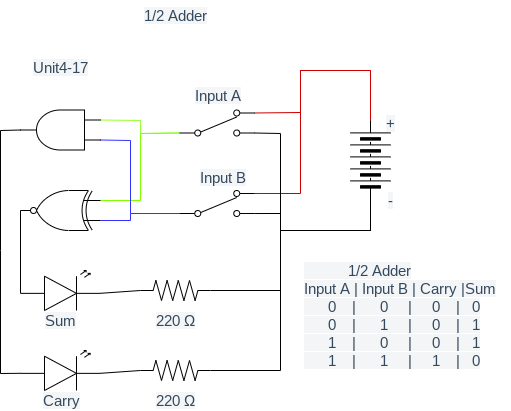 1/2 Adder
Unit4-17
Input A
+
Input B
-
1/2 Adder
Input A | Input B | Carry |Sum
0 | 0 | 0 | 0
0 | 1 | 0 | 1
1 | 0 | 0 | 1
1 | 1 | 1 | 0
Sum
220 Ω
Carry
220 Ω